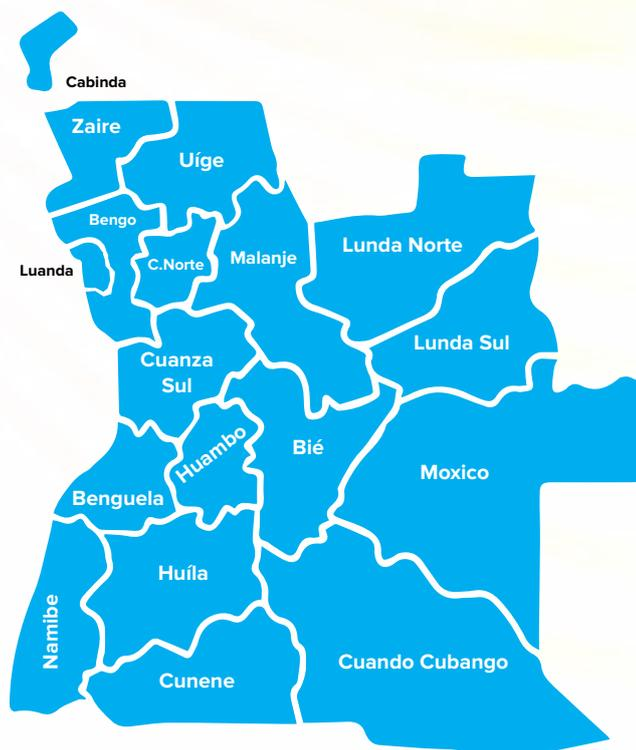 Cabinda
Zaire
Uíge
Bengo
Luanda
C.Norte
Malanje
Lunda Norte
Lunda Sul
Cuanza
Sul
Huambo
Bié
Moxico
Benguela
Huíla
Namibe
Cunene
Cuando Cubango